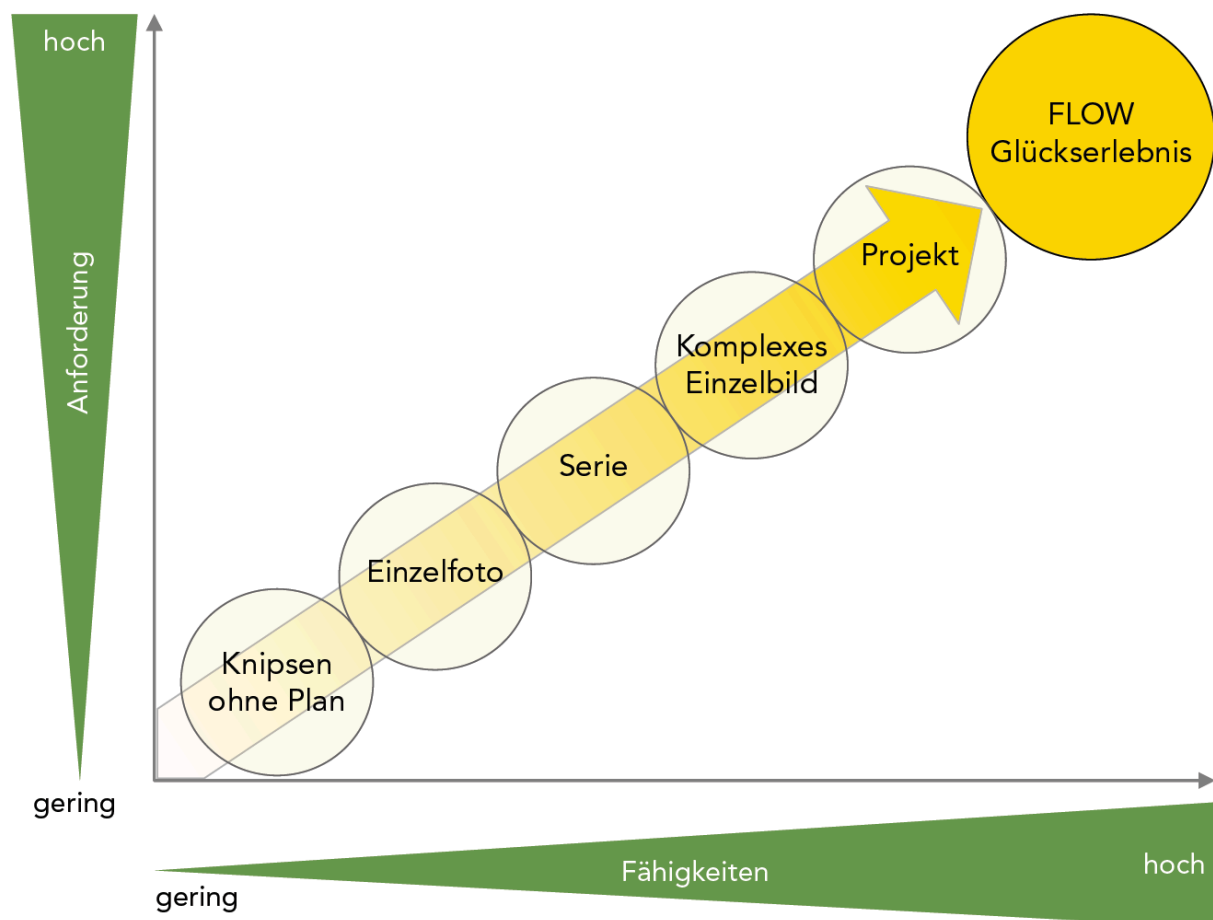 hoch
FLOW
Glückserlebnis
Projekt
Anforderung
Komplexes
Einzelbild
Serie
Einzelfoto
Knipsen
ohne Plan
gering
Fähigkeiten
hoch
gering